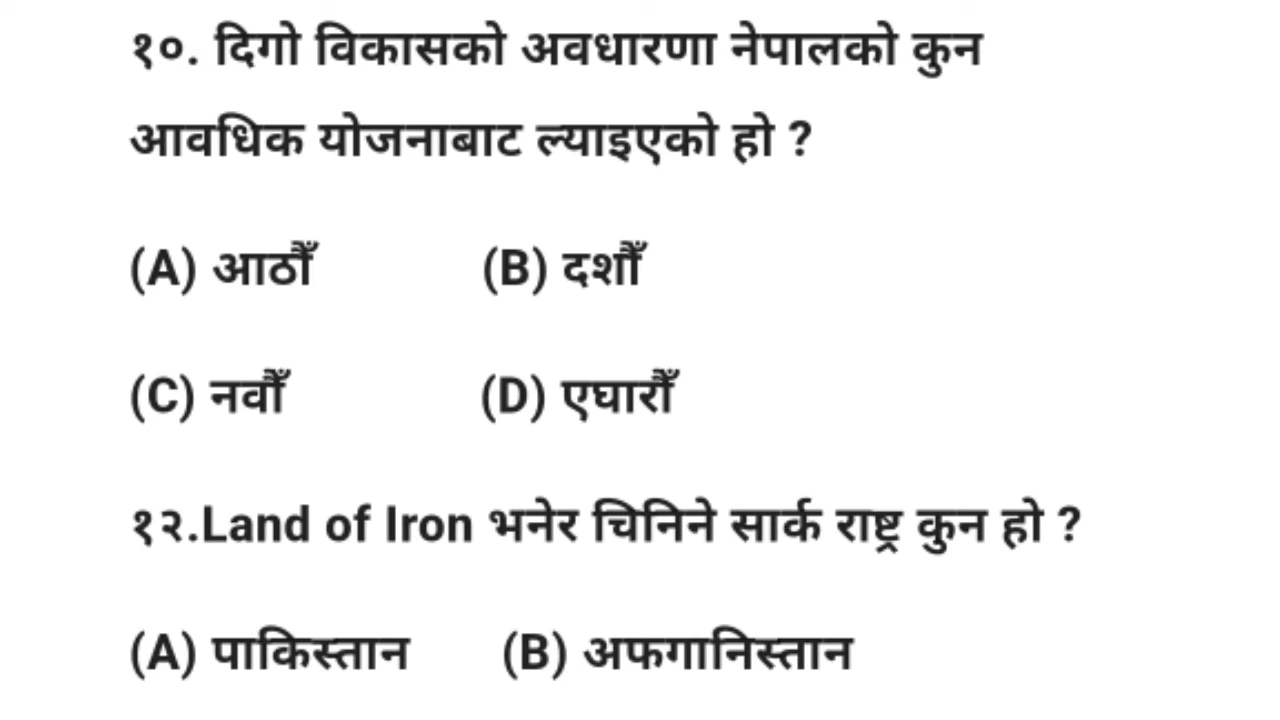 १०. दिगो विकासको अवधारणा नेपालको कुन
आवधिक योजनाबाट ल्याइएको हो ?
(A) आठौँ (B) दशौँ
(C) नवौँ (D) एघारौँ
१२.Land of Iron भनेर चिनिने सार्क राष्ट्र कुन हो ?
(A) पाकिस्तान (B) अफगानिस्तान